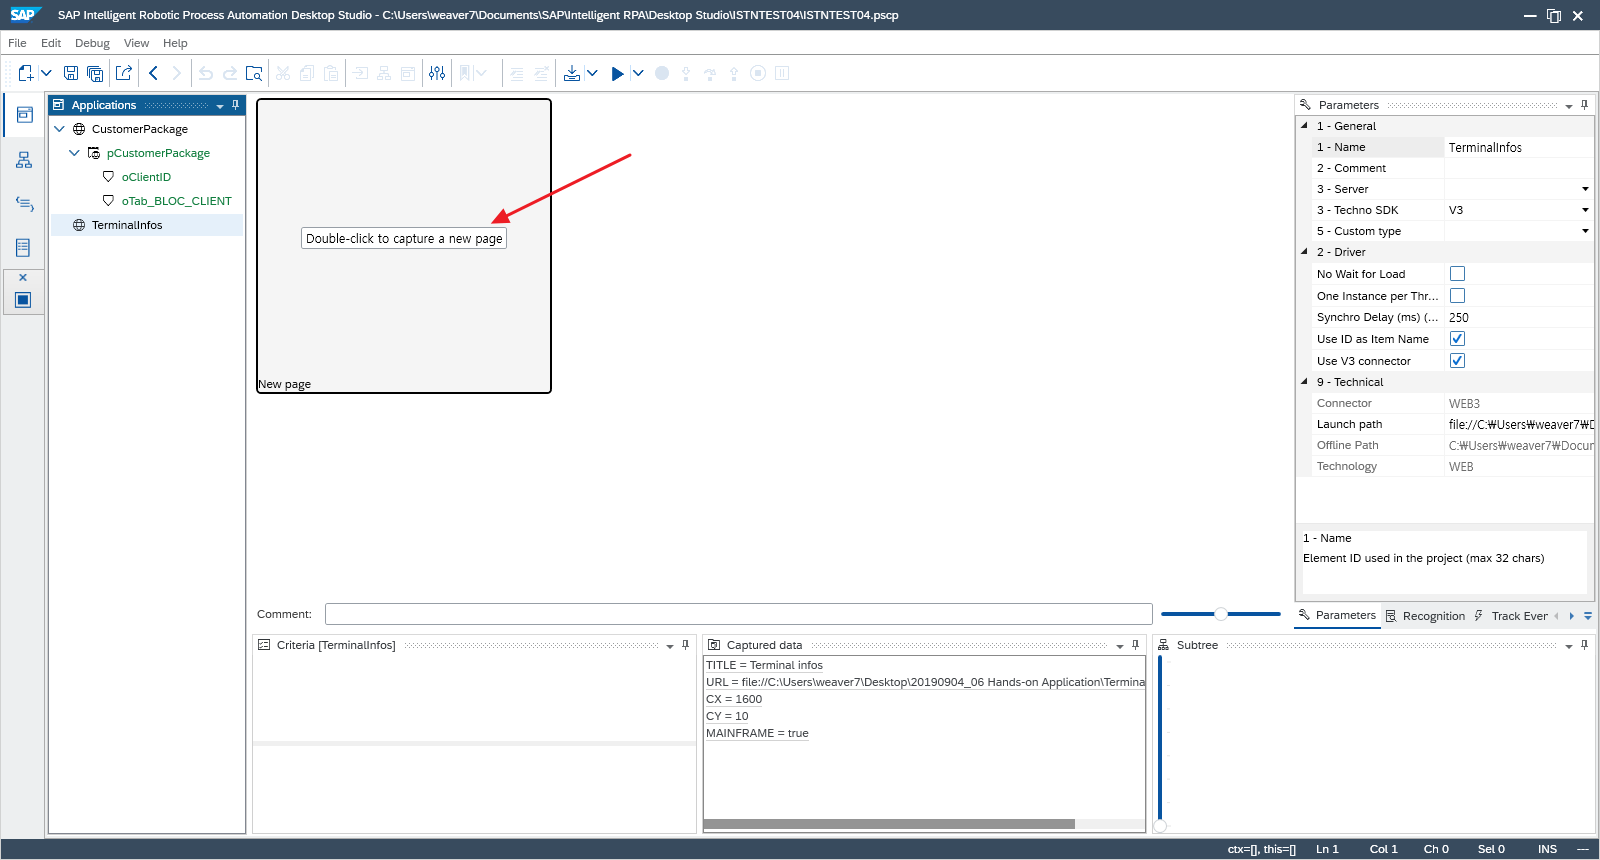 SAP SAP Intelligent Robotic Process Automation Desktop Studio - C:\Users\weaver7\Documents\SAP\Intelligent RPA\Desktop Studio\ISTNTEST04\ISTNTEST04.pscp
File Edit Debug View Help
Applications
CustomerPackage
pCustomerPackage
oClientID
oTab_BLOC_CLIENT
TerminalInfos
Double-click to capture a new page
New page
Comment:
Parameters
1 - General
1 - Name TerminalInfos
2 - Comment
3 - Server
3 - Techno SDK V3
5 - Custom type
2 - Driver
No Wait for Load
One Instance per Thr...
Synchro Delay (ms) (... 250
Use ID as Item Name
Use V3 connector
9 - Technical
Connector WEB3
Launch path file://C:₩Users₩weaver7₩D
Offline Path C:₩Users₩weaver7₩Docur
Technology WEB
1 - Name
Element ID used in the project (max 32 chars)
Parameters Recognition Track Ever
Criteria [TerminalInfos]
Captured data
TITLE = Terminal infos
URL = file://C:\Users\weaver7\Desktop\20190904_06 Hands-on Application\Termina
CX = 1600
CY = 10
MAINFRAME = true
Subtree
ctx=[], this=[] Ln 1 Col 1 Ch 0 Sel 0 INS ---